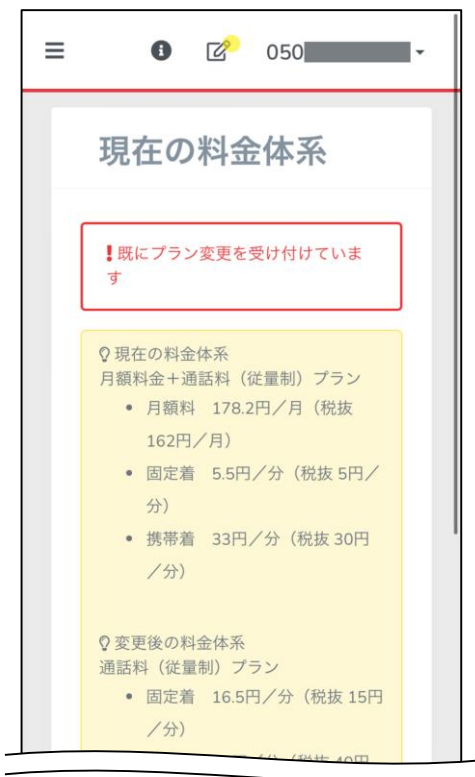 050
現在の料金体系
既にプラン変更を受け付けていま
す
現在の料金体系
月額料金＋通話料（従量制）プラン
• 月額料　178.2円／月（税抜
162円／月）
• 固定着　5.5円／分（税抜 5円／
分）
• 携帯着　33円／分（税抜 30円
／分）
変更後の料金体系
通話料（従量制）プラン
• 固定着　16.5円／分（税抜 15円
／分）